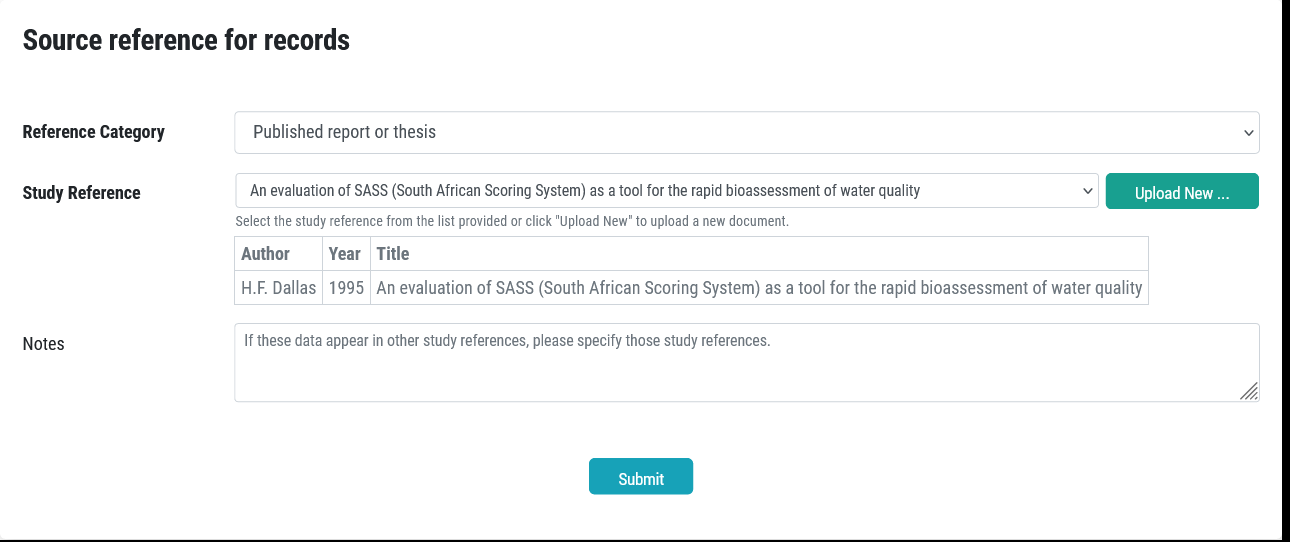 Source reference for records
Reference Category
Published report or thesis
Study Reference
An evaluation of SASS (South African Scoring System) as a tool for the rapid bioassessment of water quality
Upload New ...
Select the study reference from the list provided or click "Upload New" to upload a new document.
Author Year Title
H.F. Dallas 1995 An evaluation of SASS (South African Scoring System) as a tool for the rapid bioassessment of water quality
Notes
If these data appear in other study references, please specify those study references.
Submit